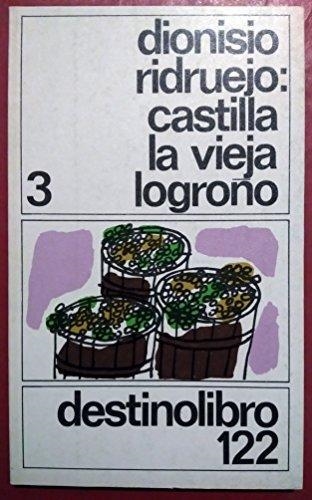 dionisio
ridruejo:
castilla
la vieja
3 logroño
destinolibro
122